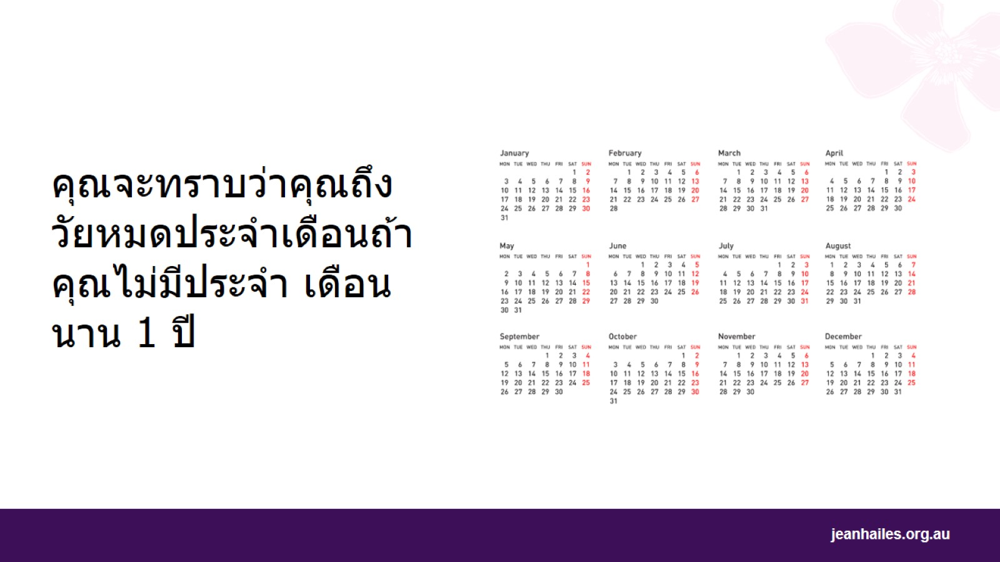 คุณจะทราบว่าคุณถึง
วัยหมดประจำเดือนถ้า
คุณไม่มีประจำ เดือน
นาน 1 ปี
January
MON TUE WED THU FRI SAT SUN
1 2
3 4 5 6 7 8 9
10 11 12 13 14 15 16
17 18 19 20 21 22 23
24 25 26 27 28 29 30
31
February
MON TUE WED THU FRI SAT SUN
1 2 3 4 5 6
7 8 9 10 11 12 13
14 15 16 17 18 19 20
21 22 23 24 25 26 27
28
March
MON TUE WED THU FRI SAT SUN
1 2 3 4 5 6
7 8 9 10 11 12 13
14 15 16 17 18 19 20
21 22 23 24 25 26 27
28 29 30 31
April
MON TUE WED THU FRI SAT SUN
1 2 3
4 5 6 7 8 9 10
11 12 13 14 15 16 17
18 19 20 21 22 23 24
25 26 27 28 29 30
May
MON TUE WED THU FRI SAT SUN
1
2 3 4 5 6 7 8
9 10 11 12 13 14 15
16 17 18 19 20 21 22
23 24 25 26 27 28 29
30 31
June
MON TUE WED THU FRI SAT SUN
1 2 3 4 5
6 7 8 9 10 11 12
13 14 15 16 17 18 19
20 21 22 23 24 25 26
27 28 29 30
July
MON TUE WED THU FRI SAT SUN
1 2 3
4 5 6 7 8 9 10
11 12 13 14 15 16 17
18 19 20 21 22 23 24
25 26 27 28 29 30 31
August
MON TUE WED THU FRI SAT SUN
1 2 3 4 5 6 7
8 9 10 11 12 13 14
15 16 17 18 19 20 21
22 23 24 25 26 27 28
29 30 31
September
MON TUE WED THU FRI SAT SUN
1 2 3 4
5 6 7 8 9 10 11
12 13 14 15 16 17 18
19 20 21 22 23 24 25
26 27 28 29 30
October
MON TUE WED THU FRI SAT SUN
1 2
3 4 5 6 7 8 9
10 11 12 13 14 15 16
17 18 19 20 21 22 23
24 25 26 27 28 29 30
31
November
MON TUE WED THU FRI SAT SUN
1 2 3 4 5 6
7 8 9 10 11 12 13
14 15 16 17 18 19 20
21 22 23 24 25 26 27
28 29 30
December
MON TUE WED THU FRI SAT SUN
1 2 3 4
5 6 7 8 9 10 11
12 13 14 15 16 17 18
19 20 21 22 23 24 25
26 27 28 29 30 31
jeanhailes.org.au